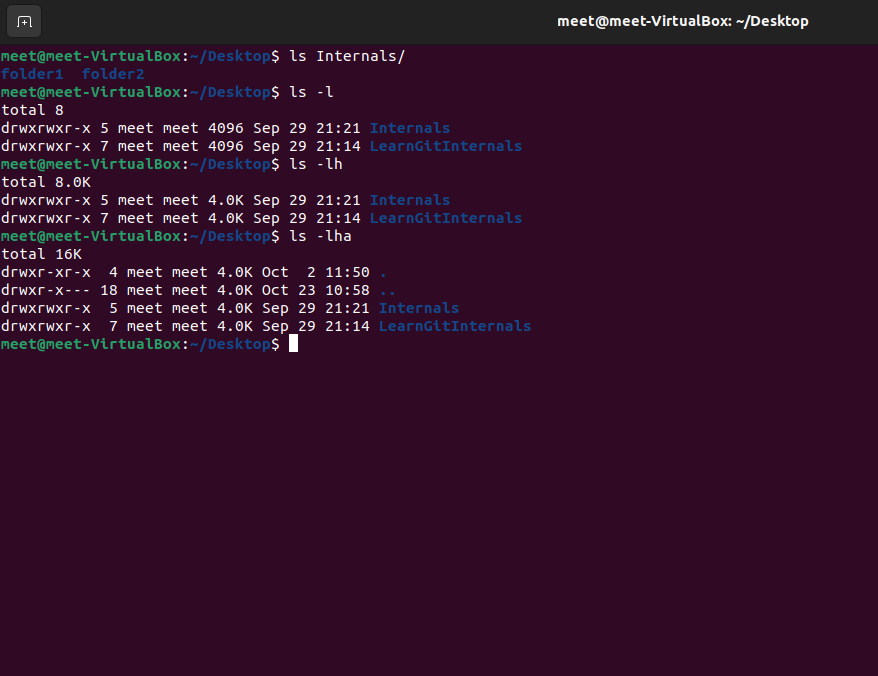 meet@meet-VirtualBox: ~/Desktop
meet@meet-VirtualBox:~/Desktop$ ls Internals/
folder1  folder2
meet@meet-VirtualBox:~/Desktop$ ls -l
total 8
drwxrwxr-x 5 meet meet 4096 Sep 29 21:21 Internals
drwxrwxr-x 7 meet meet 4096 Sep 29 21:14 LearnGitInternals
meet@meet-VirtualBox:~/Desktop$ ls -lh
total 8.0K
drwxrwxr-x 5 meet meet 4.0K Sep 29 21:21 Internals
drwxrwxr-x 7 meet meet 4.0K Sep 29 21:14 LearnGitInternals
meet@meet-VirtualBox:~/Desktop$ ls -lha
total 16K
drwxr-xr-x  4 meet meet 4.0K Oct  2 11:50 .
drwxr-x--- 18 meet meet 4.0K Oct 23 10:58 ..
drwxrwxr-x  5 meet meet 4.0K Sep 29 21:21 Internals
drwxrwxr-x  7 meet meet 4.0K Sep 29 21:14 LearnGitInternals
meet@meet-VirtualBox:~/Desktop$